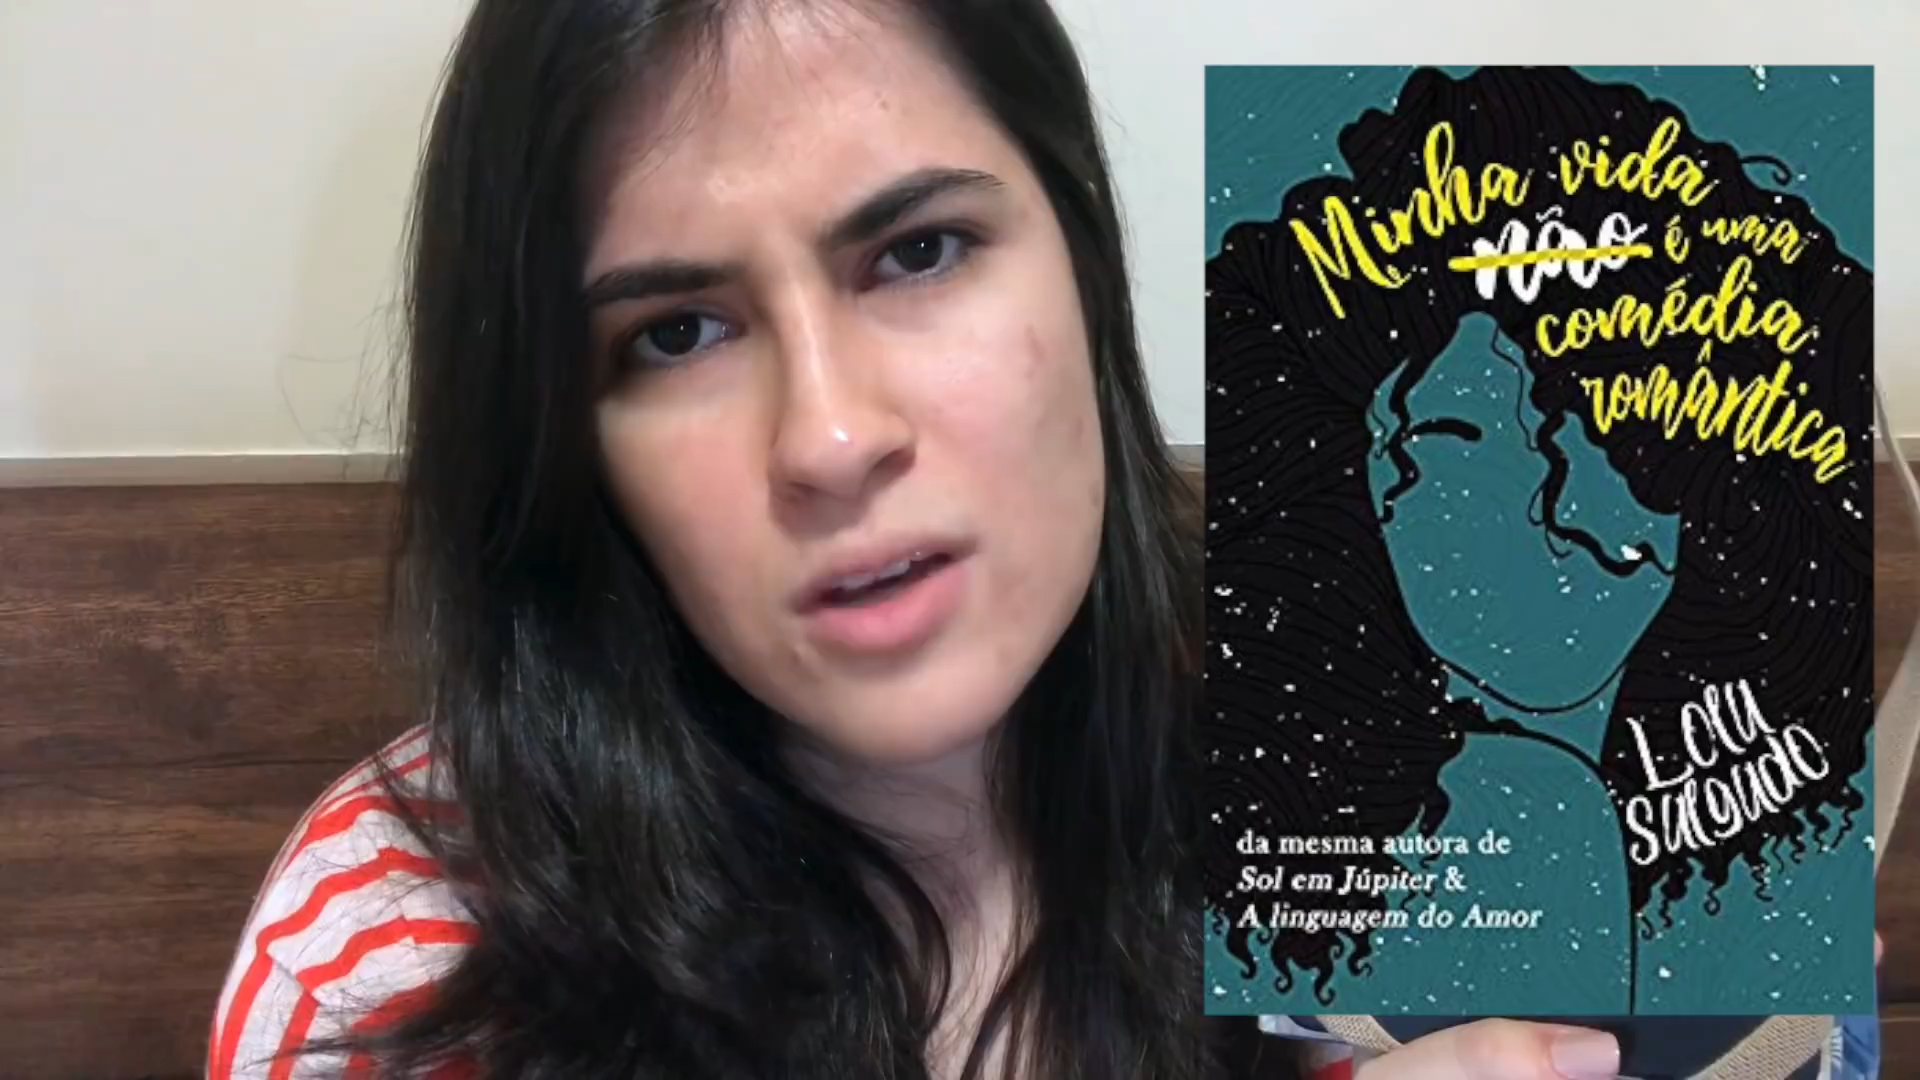 Minha vida
não é uma
comédia
romântica
Lola
Salgado
da mesma autora de
Sol em Júpiter &
A linguagem do Amor